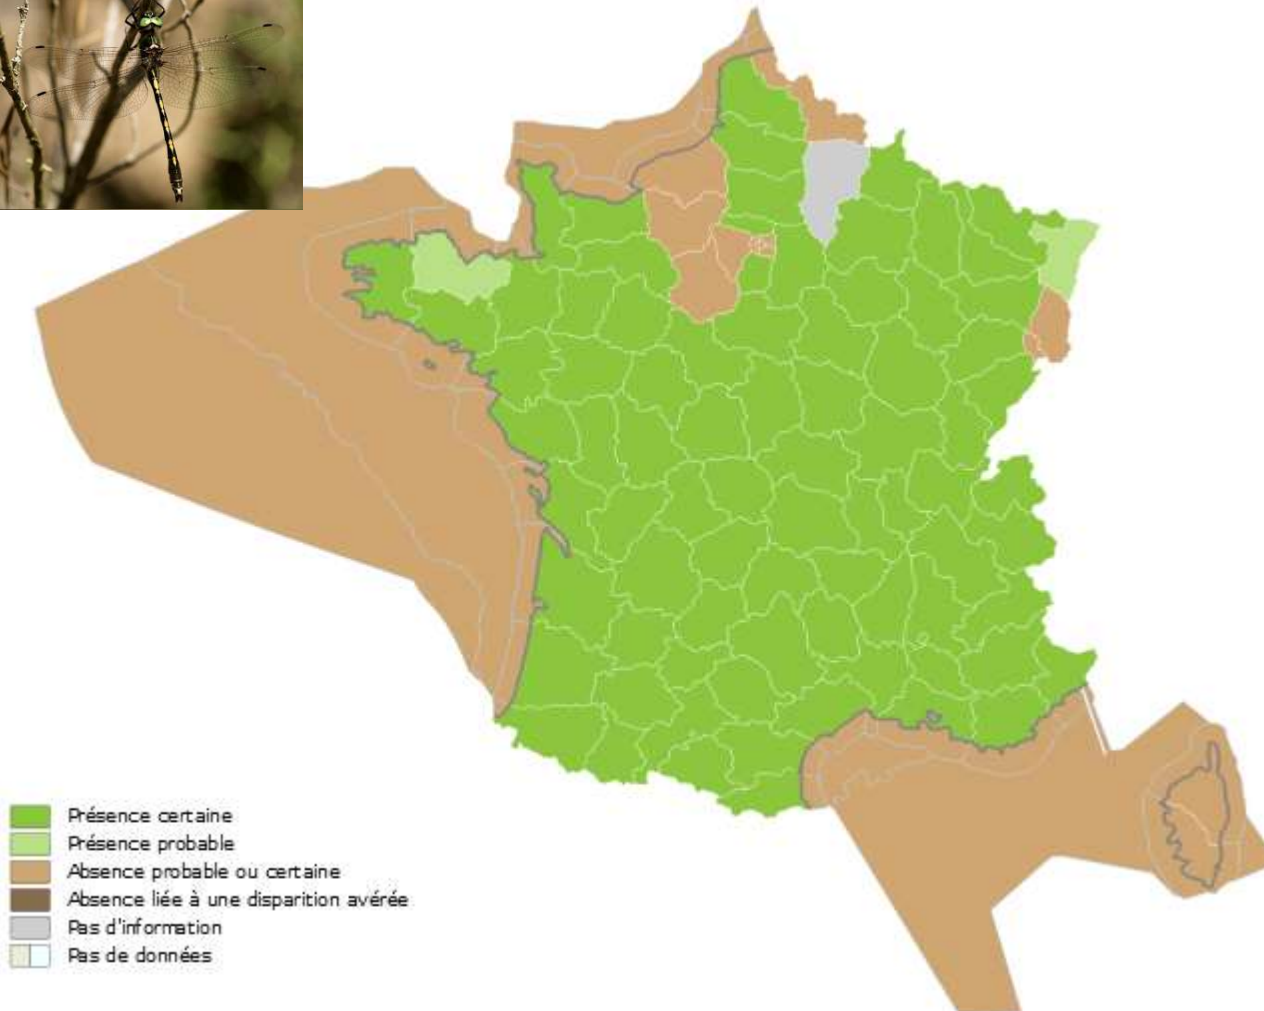 Présence certaine
Présence probable
Absence probable ou certaine
Absence liée à une disparition avérée
Pas d'information
Pas de données